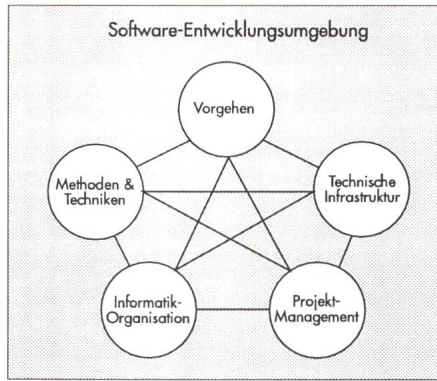 Software-Entwicklungsumgebung
Vorgehen
Methoden &
Techniken
Technische
Infrastruktur
Informatik-
Organisation
Projekt-
Management